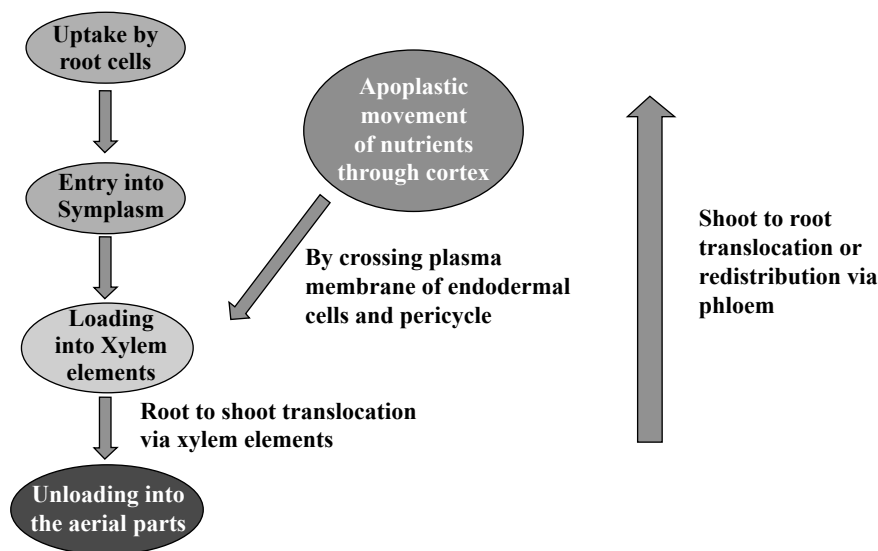 Uptake by
root cells
Apoplastic
movement
of nutrients
through cortex
Entry into
Symplasm
By crossing plasma
membrane of endodermal
cells and pericycle
Shoot to root
translocation or
redistribution via
phloem
Loading
into Xylem
elements
Root to shoot translocation
via xylem elements
Unloading into
the aerial parts